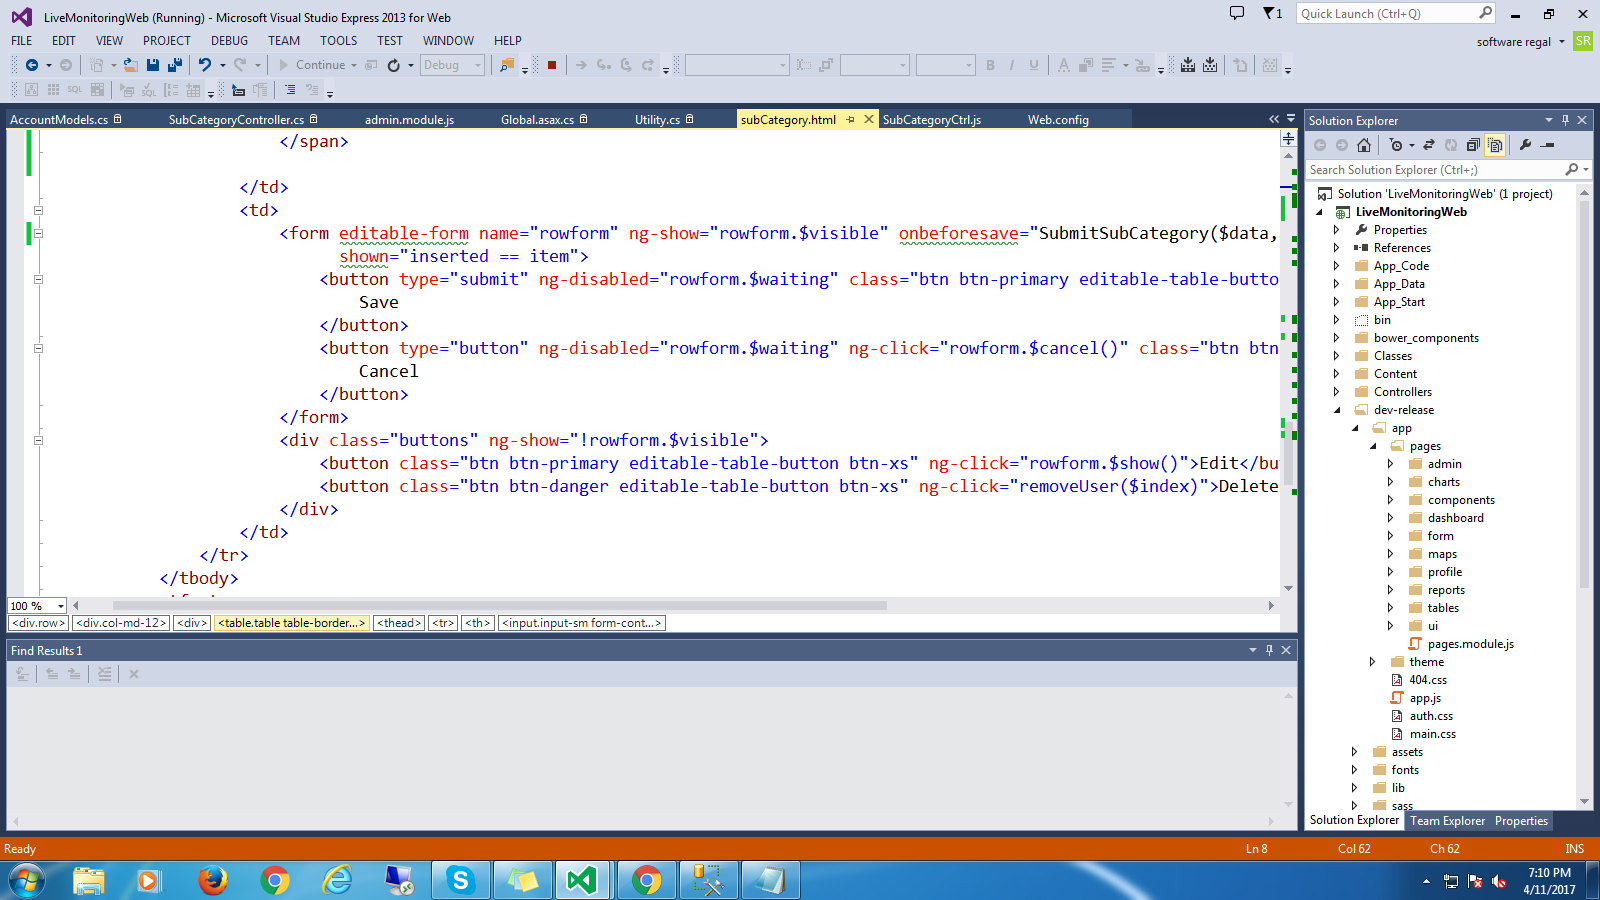 LiveMonitoringWeb (Running) - Microsoft Visual Studio Express 2013 for Web
1
Quick Launch (Ctrl+Q)
FILE EDIT VIEW PROJECT DEBUG TEAM TOOLS TEST WINDOW HELP
software regal
SR
Continue
Debug
B I U A
SQL
SQL
AccountModels.cs SubCategoryController.cs admin.module.js Global.asax.cs Utility.cs subCategory.html SubCategoryCtrl.js Web.config
</span>
</td>
<td>
<form editable-form name="rowform" ng-show="rowform.$visible" onbeforesave="SubmitSubCategory($data,
shown="inserted == item">
<button type="submit" ng-disabled="rowform.$waiting" class="btn btn-primary editable-table-butto
Save
</button>
<button type="button" ng-disabled="rowform.$waiting" ng-click="rowform.$cancel()" class="btn btn
Cancel
</button>
</form>
<div class="buttons" ng-show="!rowform.$visible">
<button class="btn btn-primary editable-table-button btn-xs" ng-click="rowform.$show()">Edit</bu
<button class="btn btn-danger editable-table-button btn-xs" ng-click="removeUser($index)">Delete
</div>
</td>
</tr>
</tbody>
100 %
<div.row> <div.col-md-12> <div> <table.table table-border...> <thead> <tr> <th> <input.input-sm form-cont...>
Find Results 1
Solution Explorer
Search Solution Explorer (Ctrl+;)
Solution 'LiveMonitoringWeb' (1 project)
LiveMonitoringWeb
Properties
References
App_Code
App_Data
App_Start
bin
bower_components
Classes
Content
Controllers
dev-release
app
pages
admin
charts
components
dashboard
form
maps
profile
reports
tables
ui
pages.module.js
theme
404.css
app.js
auth.css
main.css
assets
fonts
lib
sass
Solution Explorer Team Explorer Properties
Ready
Ln 8 Col 62 Ch 62 INS
7:10 PM
4/11/2017